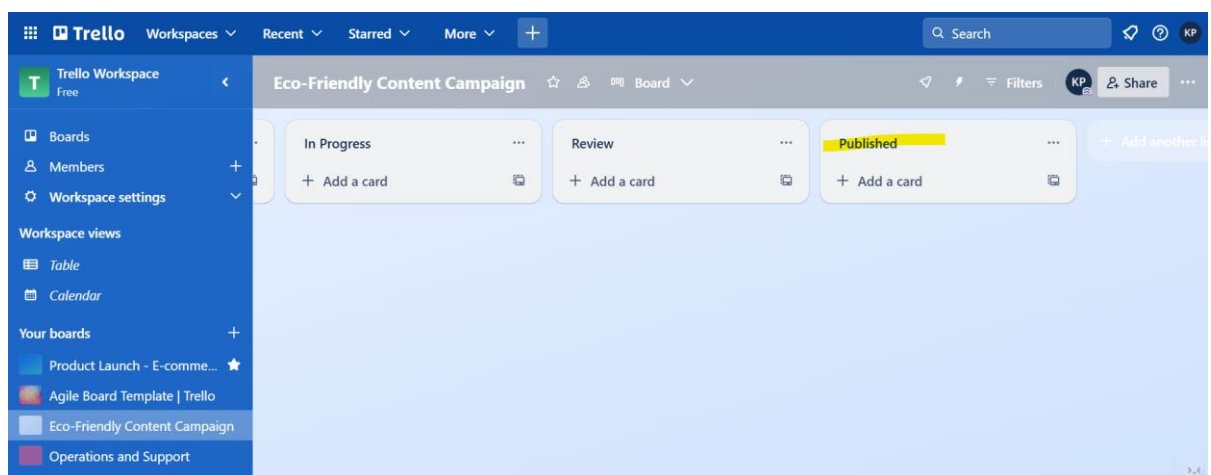 Trello Workspaces Recent Starred More + Search KP
T Trello Workspace
Free
Eco-Friendly Content Campaign Board Filters KP Share ...
Boards
Members +
Workspace settings
Workspace views
Table
Calendar
Your boards +
Product Launch - E-comme...
Agile Board Template | Trello
Eco-Friendly Content Campaign
Operations and Support
In Progress ...
+ Add a card
Review ...
+ Add a card
Published ...
+ Add a card
+ Add another li